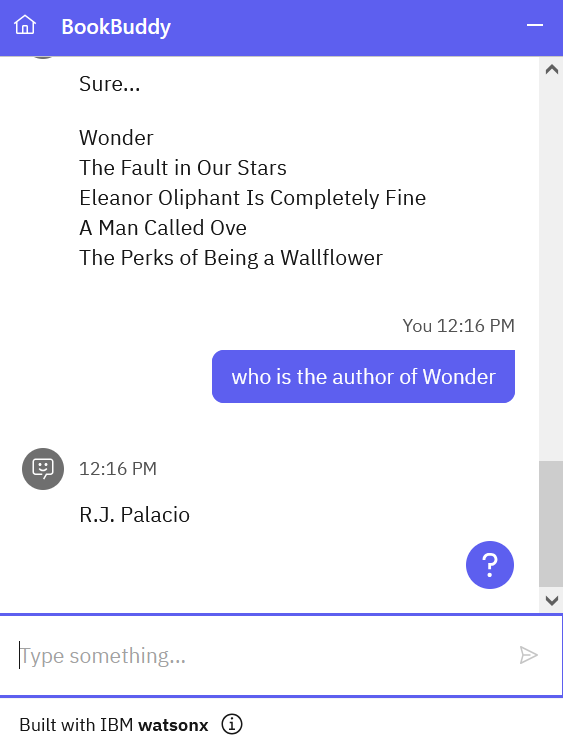 BookBuddy
Sure...
Wonder
The Fault in Our Stars
Eleanor Oliphant Is Completely Fine
A Man Called Ove
The Perks of Being a Wallflower
You 12:16 PM
who is the author of Wonder
12:16 PM
R.J. Palacio
?
Type something...
Built with IBM watsonx